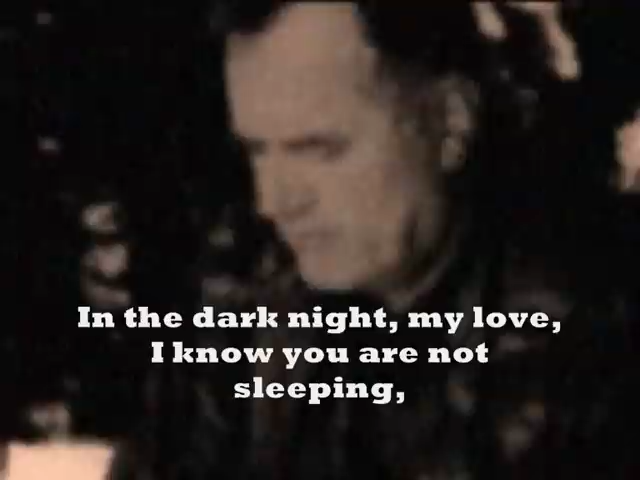 In the dark night, my love,
I know you are not
sleeping,